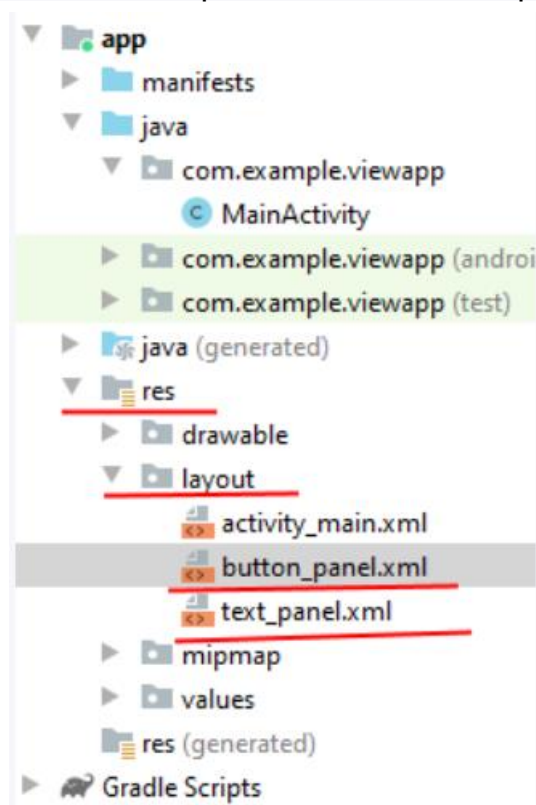 app
manifests
java
com.example.viewapp
C MainActivity
com.example.viewapp (androi
com.example.viewapp (test)
java (generated)
res
drawable
layout
activity_main.xml
button_panel.xml
text_panel.xml
mipmap
values
res (generated)
Gradle Scripts